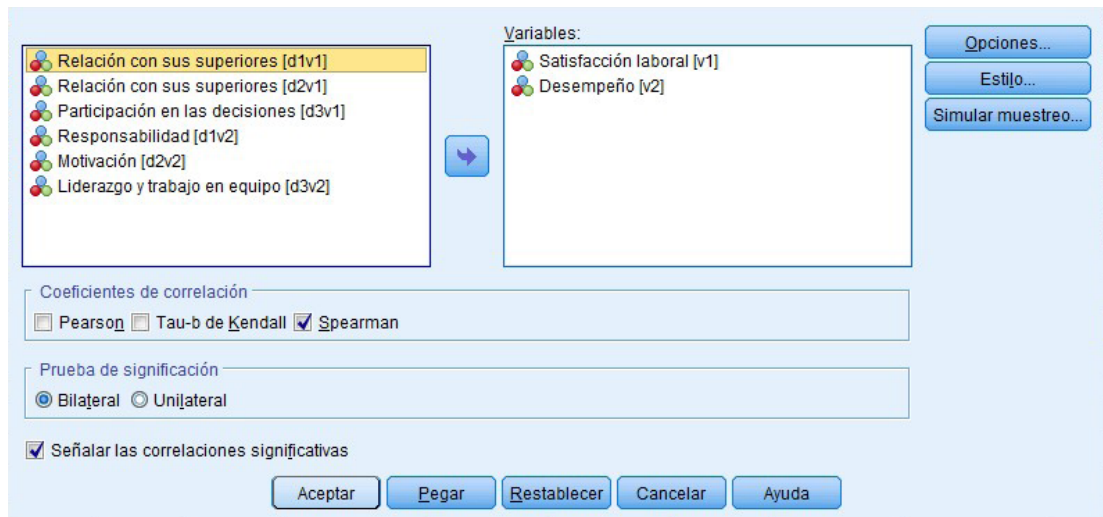 Variables:
Relación con sus superiores [d1v1]
Relación con sus superiores [d2v1]
Participación en las decisiones [d3v1]
Responsabilidad [d1v2]
Motivación [d2v2]
Liderazgo y trabajo en equipo [d3v2]
Satisfacción laboral [v1]
Desempeño [v2]
Opciones...
Estilo...
Simular muestreo...
Coeficientes de correlación
Pearson Tau-b de Kendall Spearman
Prueba de significación
Bilateral Unilateral
Señalar las correlaciones significativas
Aceptar Pegar Restablecer Cancelar Ayuda